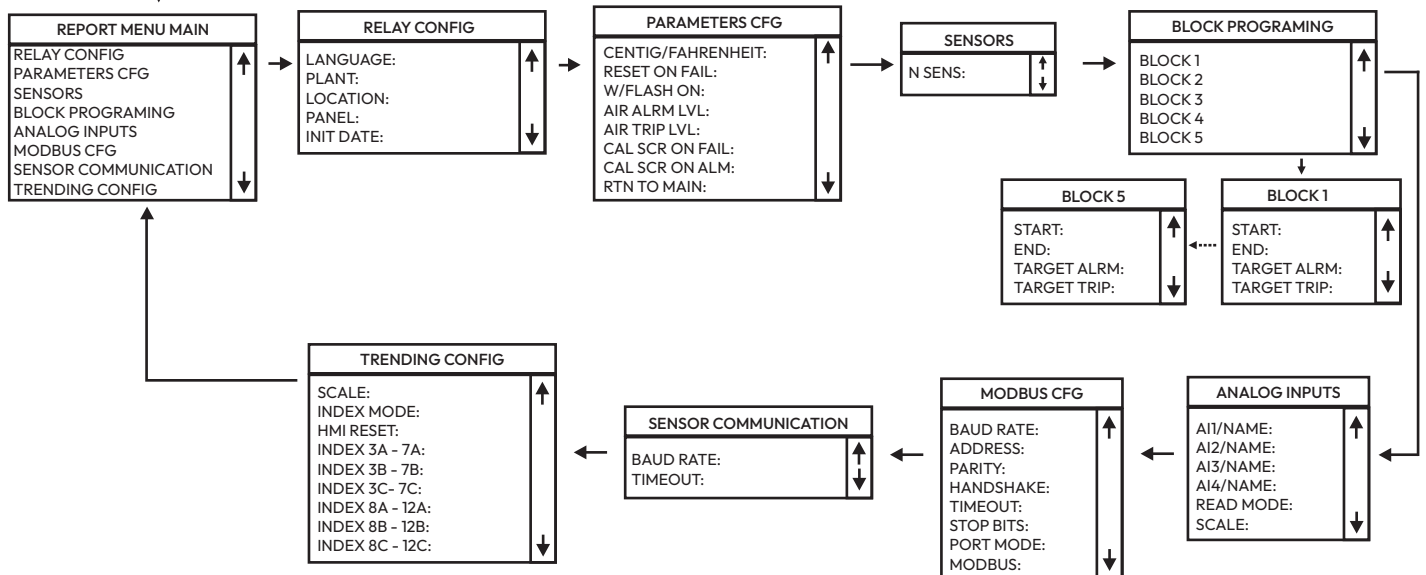 REPORT MENU MAIN
RELAY CONFIG
PARAMETERS CFG
SENSORS
BLOCK PROGRAMING
ANALOG INPUTS
MODBUS CFG
SENSOR COMMUNICATION
TRENDING CONFIG
RELAY CONFIG
LANGUAGE:
PLANT:
LOCATION:
PANEL:
INIT DATE:
PARAMETERS CFG
CENTIG/FAHRENHEIT:
RESET ON FAIL:
W/FLASH ON:
AIR ALRM LVL:
AIR TRIP LVL:
CAL SCR ON FAIL:
CAL SCR ON ALM:
RTN TO MAIN:
SENSORS
N SENS:
BLOCK PROGRAMING
BLOCK 1
BLOCK 2
BLOCK 3
BLOCK 4
BLOCK 5
BLOCK 1
START:
END:
TARGET ALRM:
TARGET TRIP:
BLOCK 5
START:
END:
TARGET ALRM:
TARGET TRIP:
ANALOG INPUTS
AI1/NAME:
AI2/NAME:
AI3/NAME:
AI4/NAME:
READ MODE:
SCALE:
MODBUS CFG
BAUD RATE:
ADDRESS:
PARITY:
HANDSHAKE:
TIMEOUT:
STOP BITS:
PORT MODE:
MODBUS:
SENSOR COMMUNICATION
BAUD RATE:
TIMEOUT:
TRENDING CONFIG
SCALE:
INDEX MODE:
HMI RESET:
INDEX 3A - 7A:
INDEX 3B - 7B:
INDEX 3C- 7C:
INDEX 8A - 12A:
INDEX 8B - 12B:
INDEX 8C - 12C: